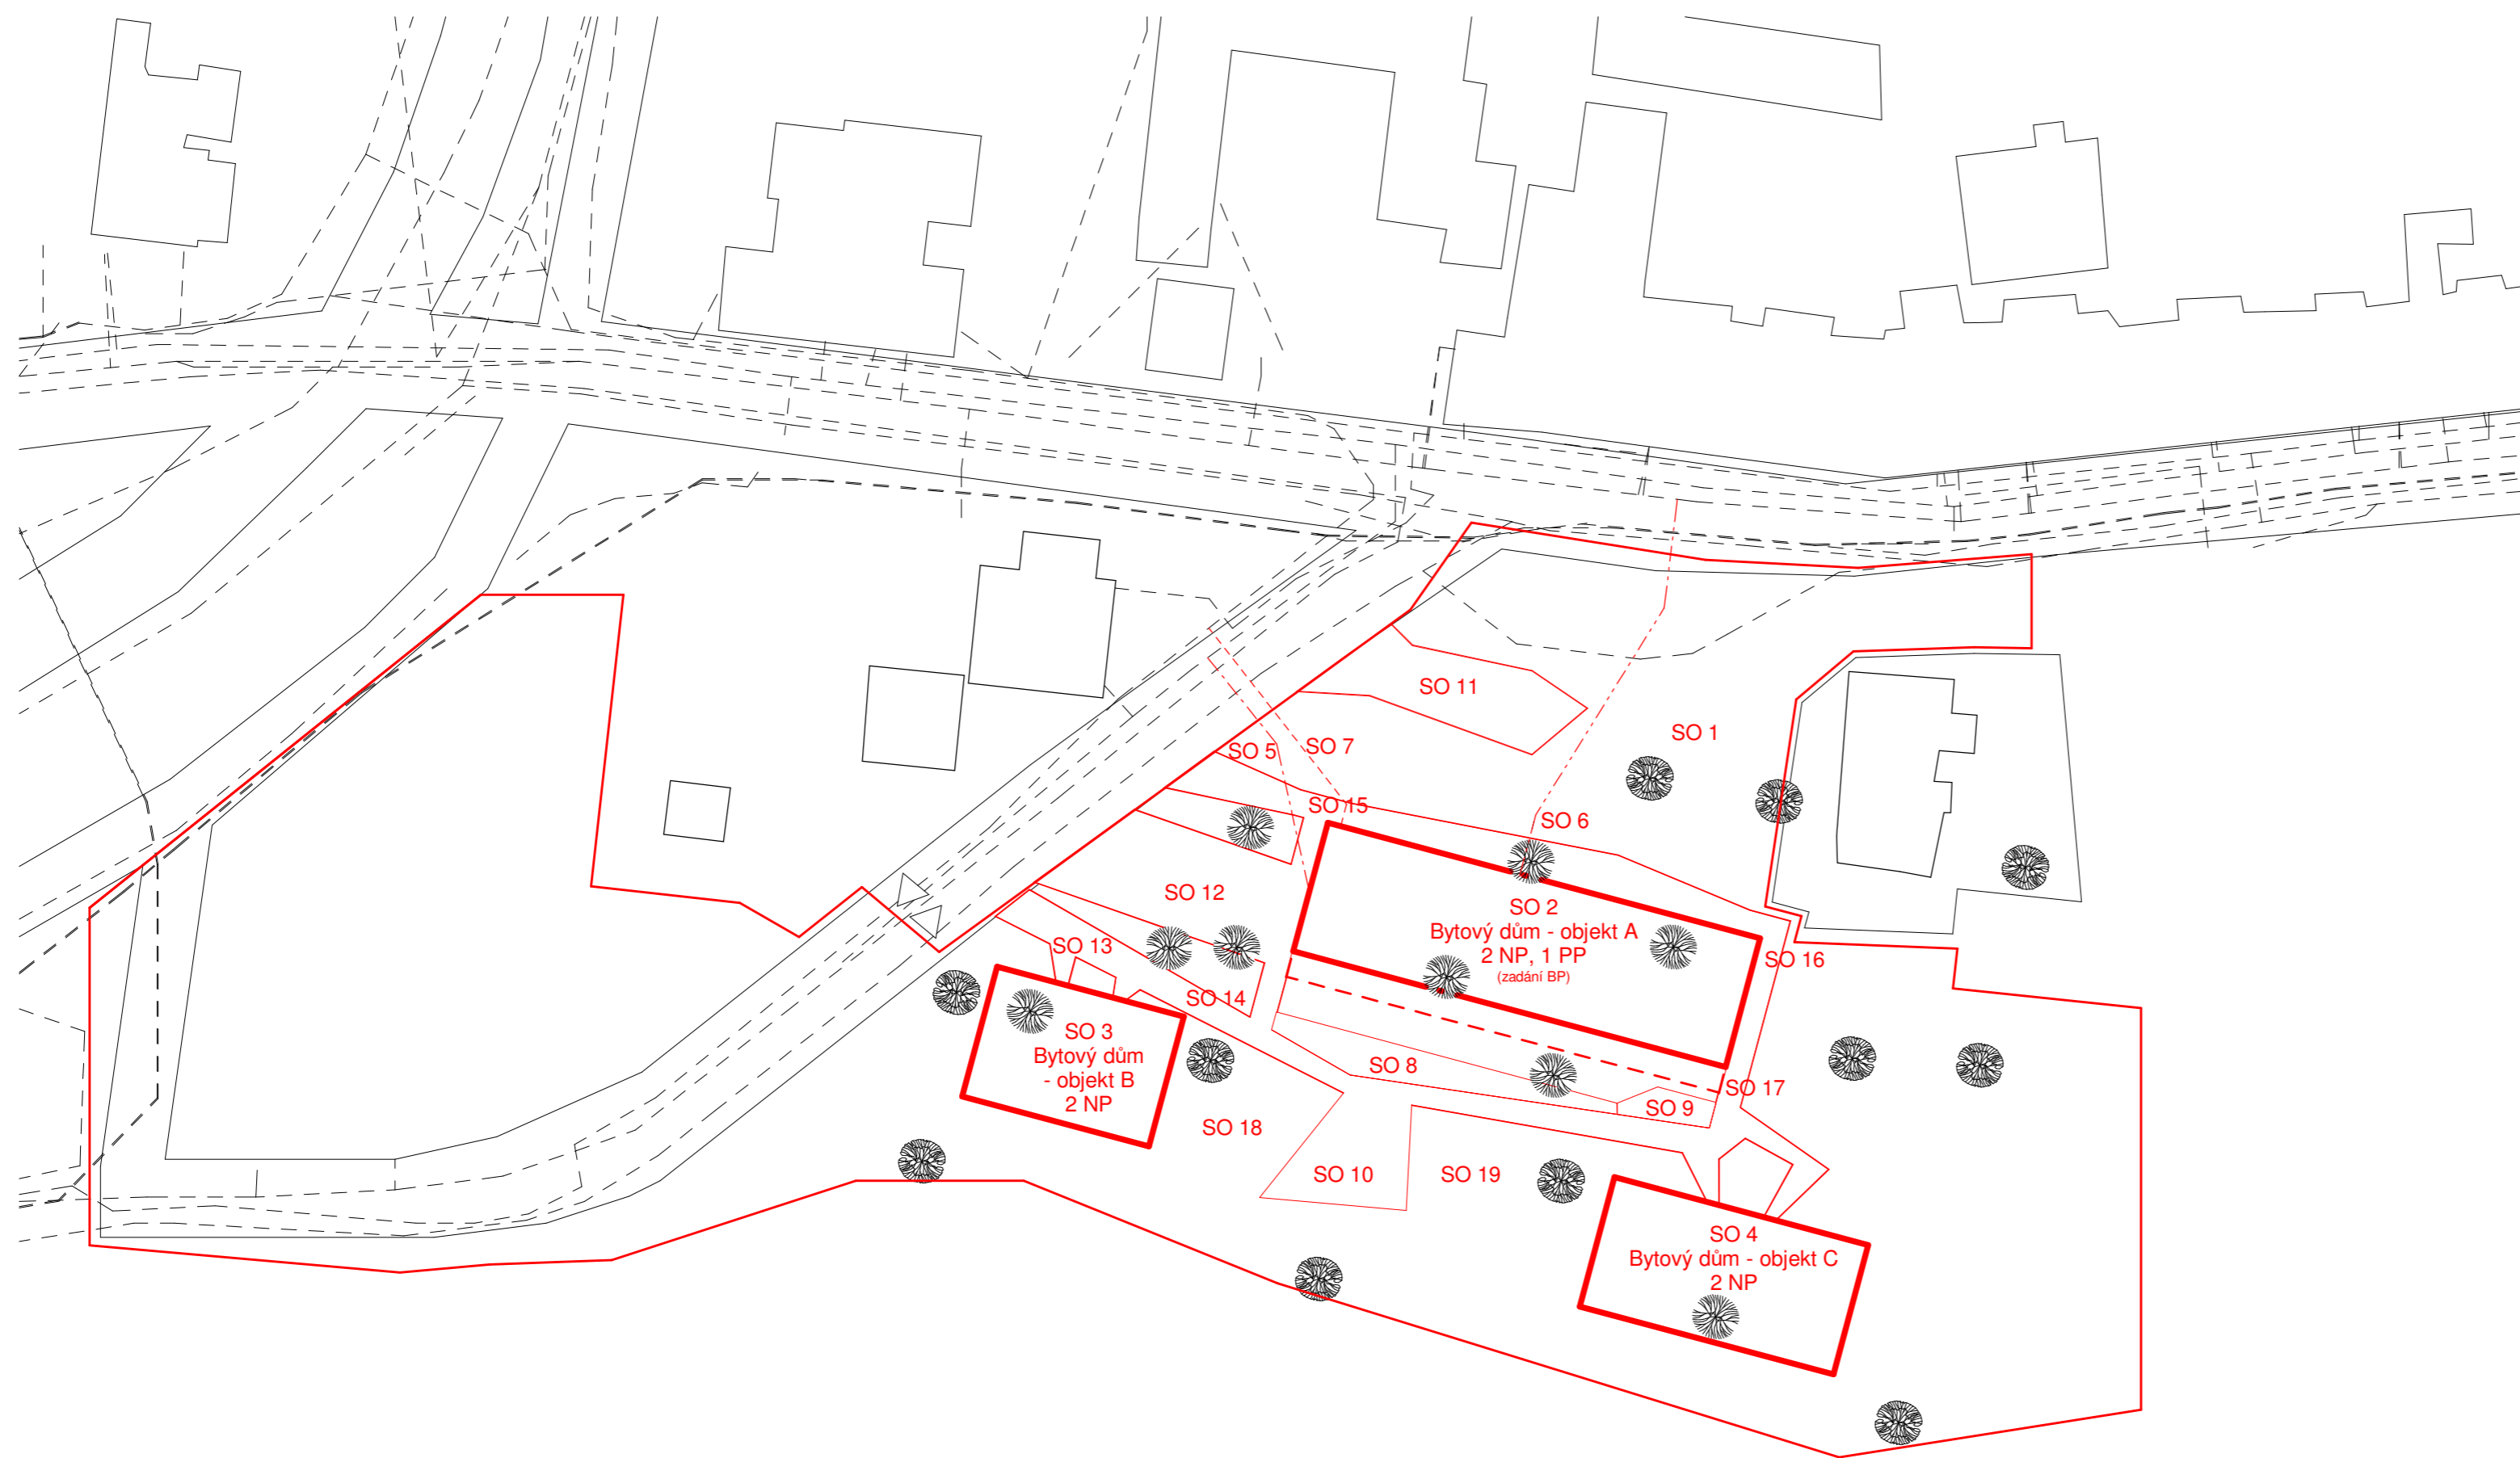 SO 11
SO 1
SO 5
SO 7
SO 15
SO 6
SO 12
SO 2
Bytový dům - objekt A
2 NP, 1 PP
(zadání BP)
SO 13
SO 16
SO 14
SO 3
Bytový dům
- objekt B
2 NP
SO 8
SO 17
SO 9
SO 18
SO 10
SO 19
SO 4
Bytový dům - objekt C
2 NP